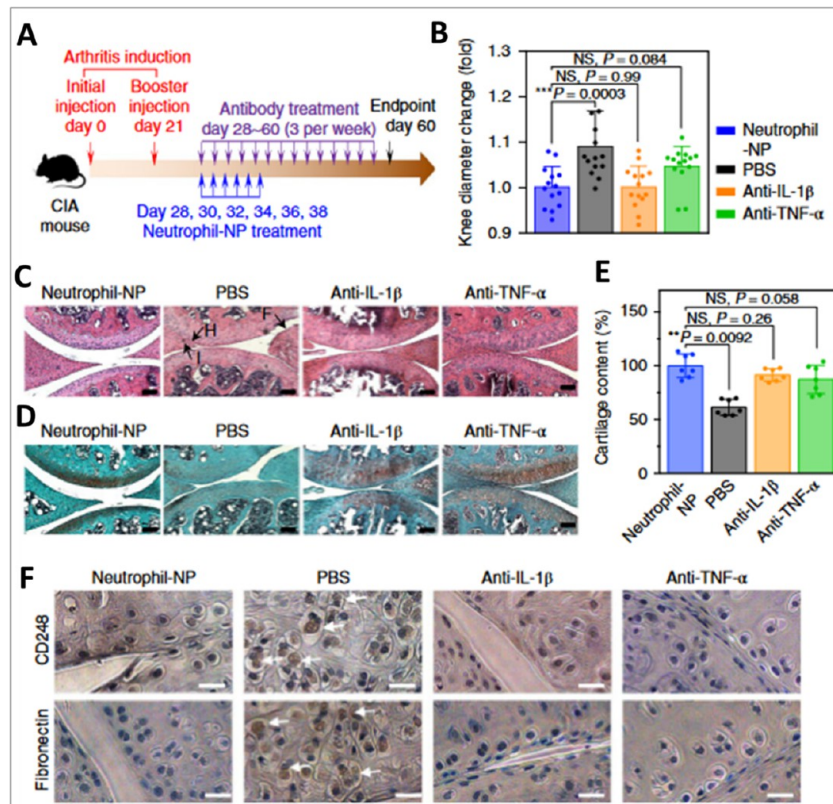 A
Arthritis induction
Initial injection day 0
Booster injection day 21
Antibody treatment
day 28~60 (3 per week)
Endpoint day 60
CIA mouse
Day 28, 30, 32, 34, 36, 38
Neutrophil-NP treatment
B
Knee diameter change (fold)
1.3
1.2
1.1
1.0
0.9
NS, P = 0.084
NS, P = 0.99
***P = 0.0003
Neutrophil
-NP
PBS
Anti-IL-1β
Anti-TNF-α
C
Neutrophil-NP PBS Anti-IL-1β Anti-TNF-α
H
F
I
D
Neutrophil-NP PBS Anti-IL-1β Anti-TNF-α
E
Cartilage content (%)
150
100
50
0
NS, P = 0.058
NS, P = 0.26
**P = 0.0092
Neutrophil-
NP
PBS
Anti-IL-1β
Anti-TNF-α
F
Neutrophil-NP PBS Anti-IL-1β Anti-TNF-α
CD248
Fibronectin